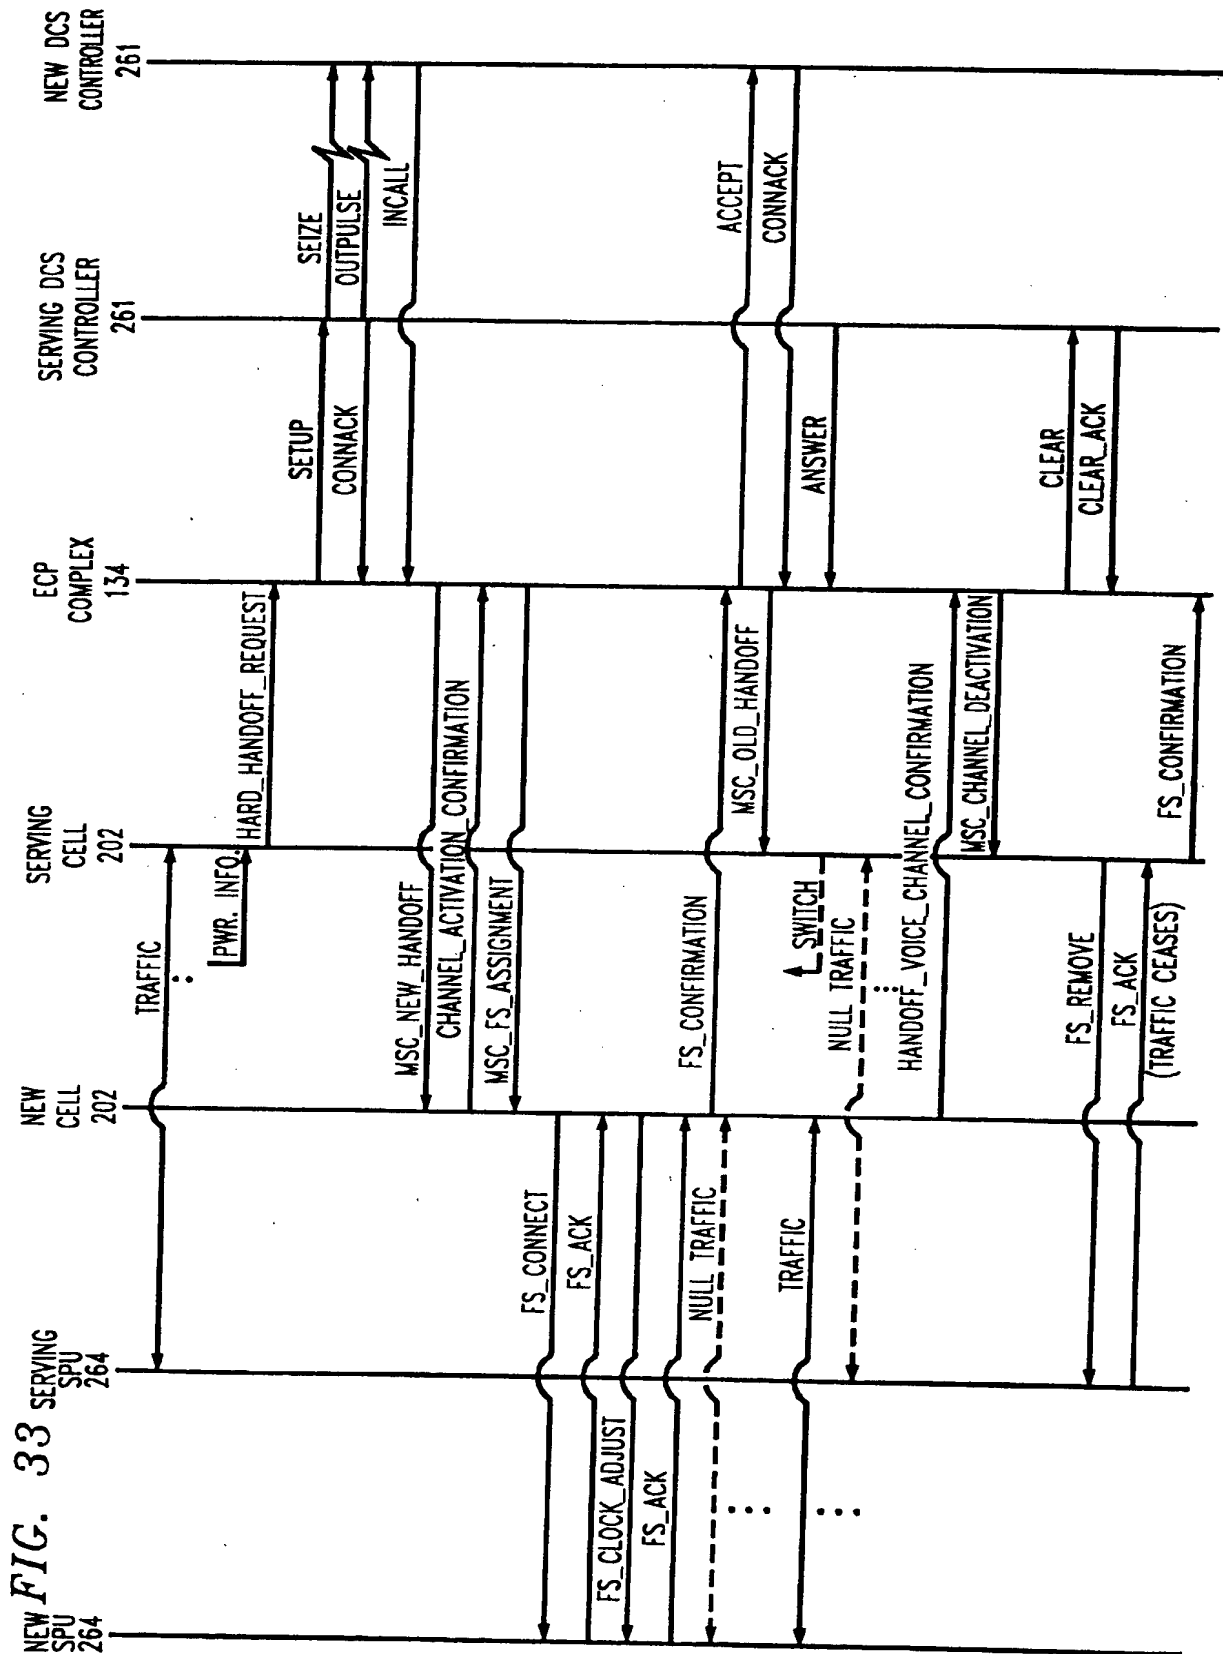 FIG. 33
NEW
SPU
264
SERVING
SPU
264
NEW
CELL
202
SERVING
CELL
202
ECP
COMPLEX
134
SERVING DCS
CONTROLLER
261
NEW DCS
CONTROLLER
261
TRAFFIC
PWR. INFO.
HARD_HANDOFF_REQUEST
SETUP
SEIZE
CONNACK
OUTPULSE
INCALL
MSC_NEW_HANDOFF
CHANNEL_ACTIVATION_CONFIRMATION
MSC_FS_ASSIGNMENT
FS_CONNECT
FS_ACK
FS_CLOCK_ADJUST
FS_ACK
NULL TRAFFIC
FS_CONFIRMATION
ACCEPT
MSC_OLD_HANDOFF
CONNACK
TRAFFIC
SWITCH
ANSWER
NULL TRAFFIC
HANDOFF_VOICE_CHANNEL_CONFIRMATION
MSC_CHANNEL_DEACTIVATION
CLEAR
CLEAR_ACK
FS_REMOVE
FS_ACK
(TRAFFIC CEASES)
FS_CONFIRMATION